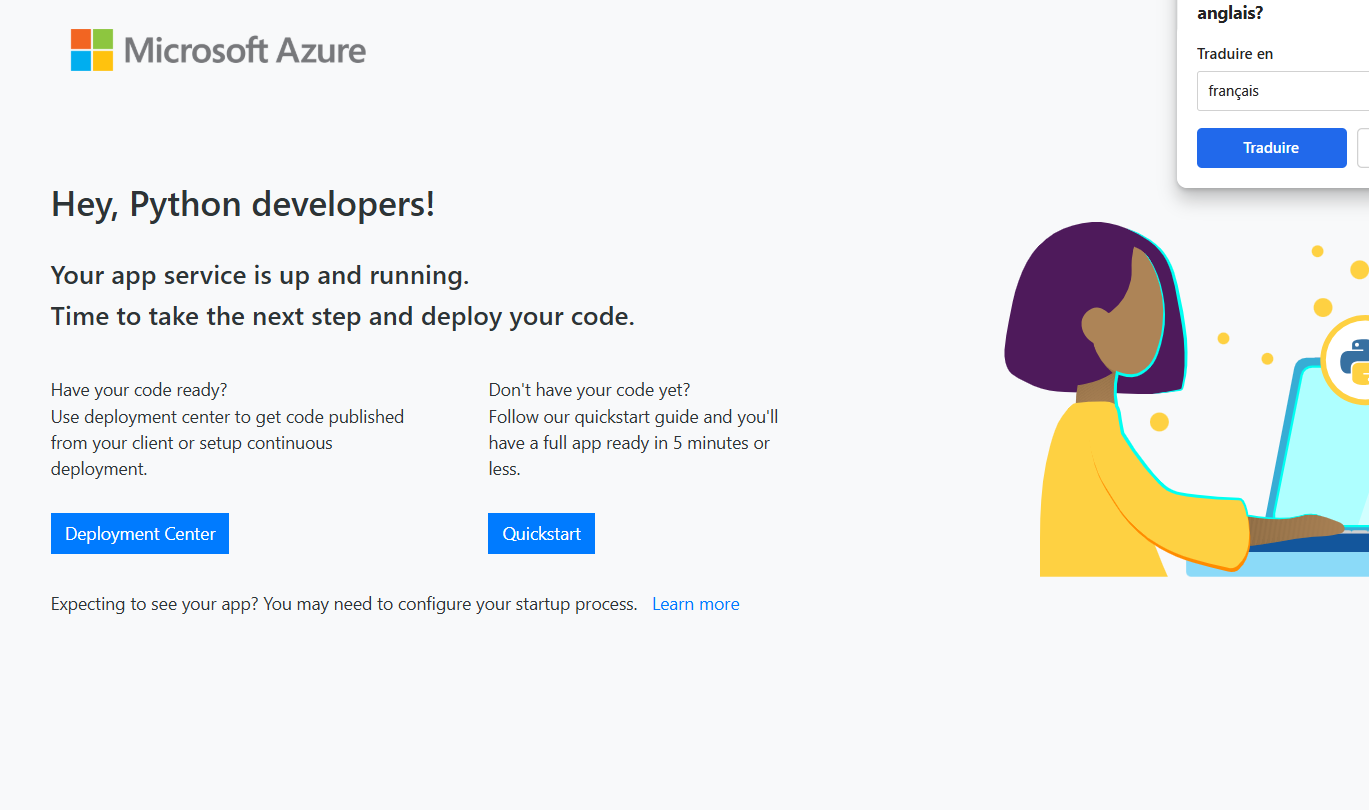 Microsoft Azure
anglais?
Traduire en
français
Traduire
Hey, Python developers!
Your app service is up and running.
Time to take the next step and deploy your code.
Have your code ready?
Use deployment center to get code published
from your client or setup continuous
deployment.
Deployment Center
Don't have your code yet?
Follow our quickstart guide and you'll
have a full app ready in 5 minutes or
less.
Quickstart
Expecting to see your app? You may need to configure your startup process. Learn more